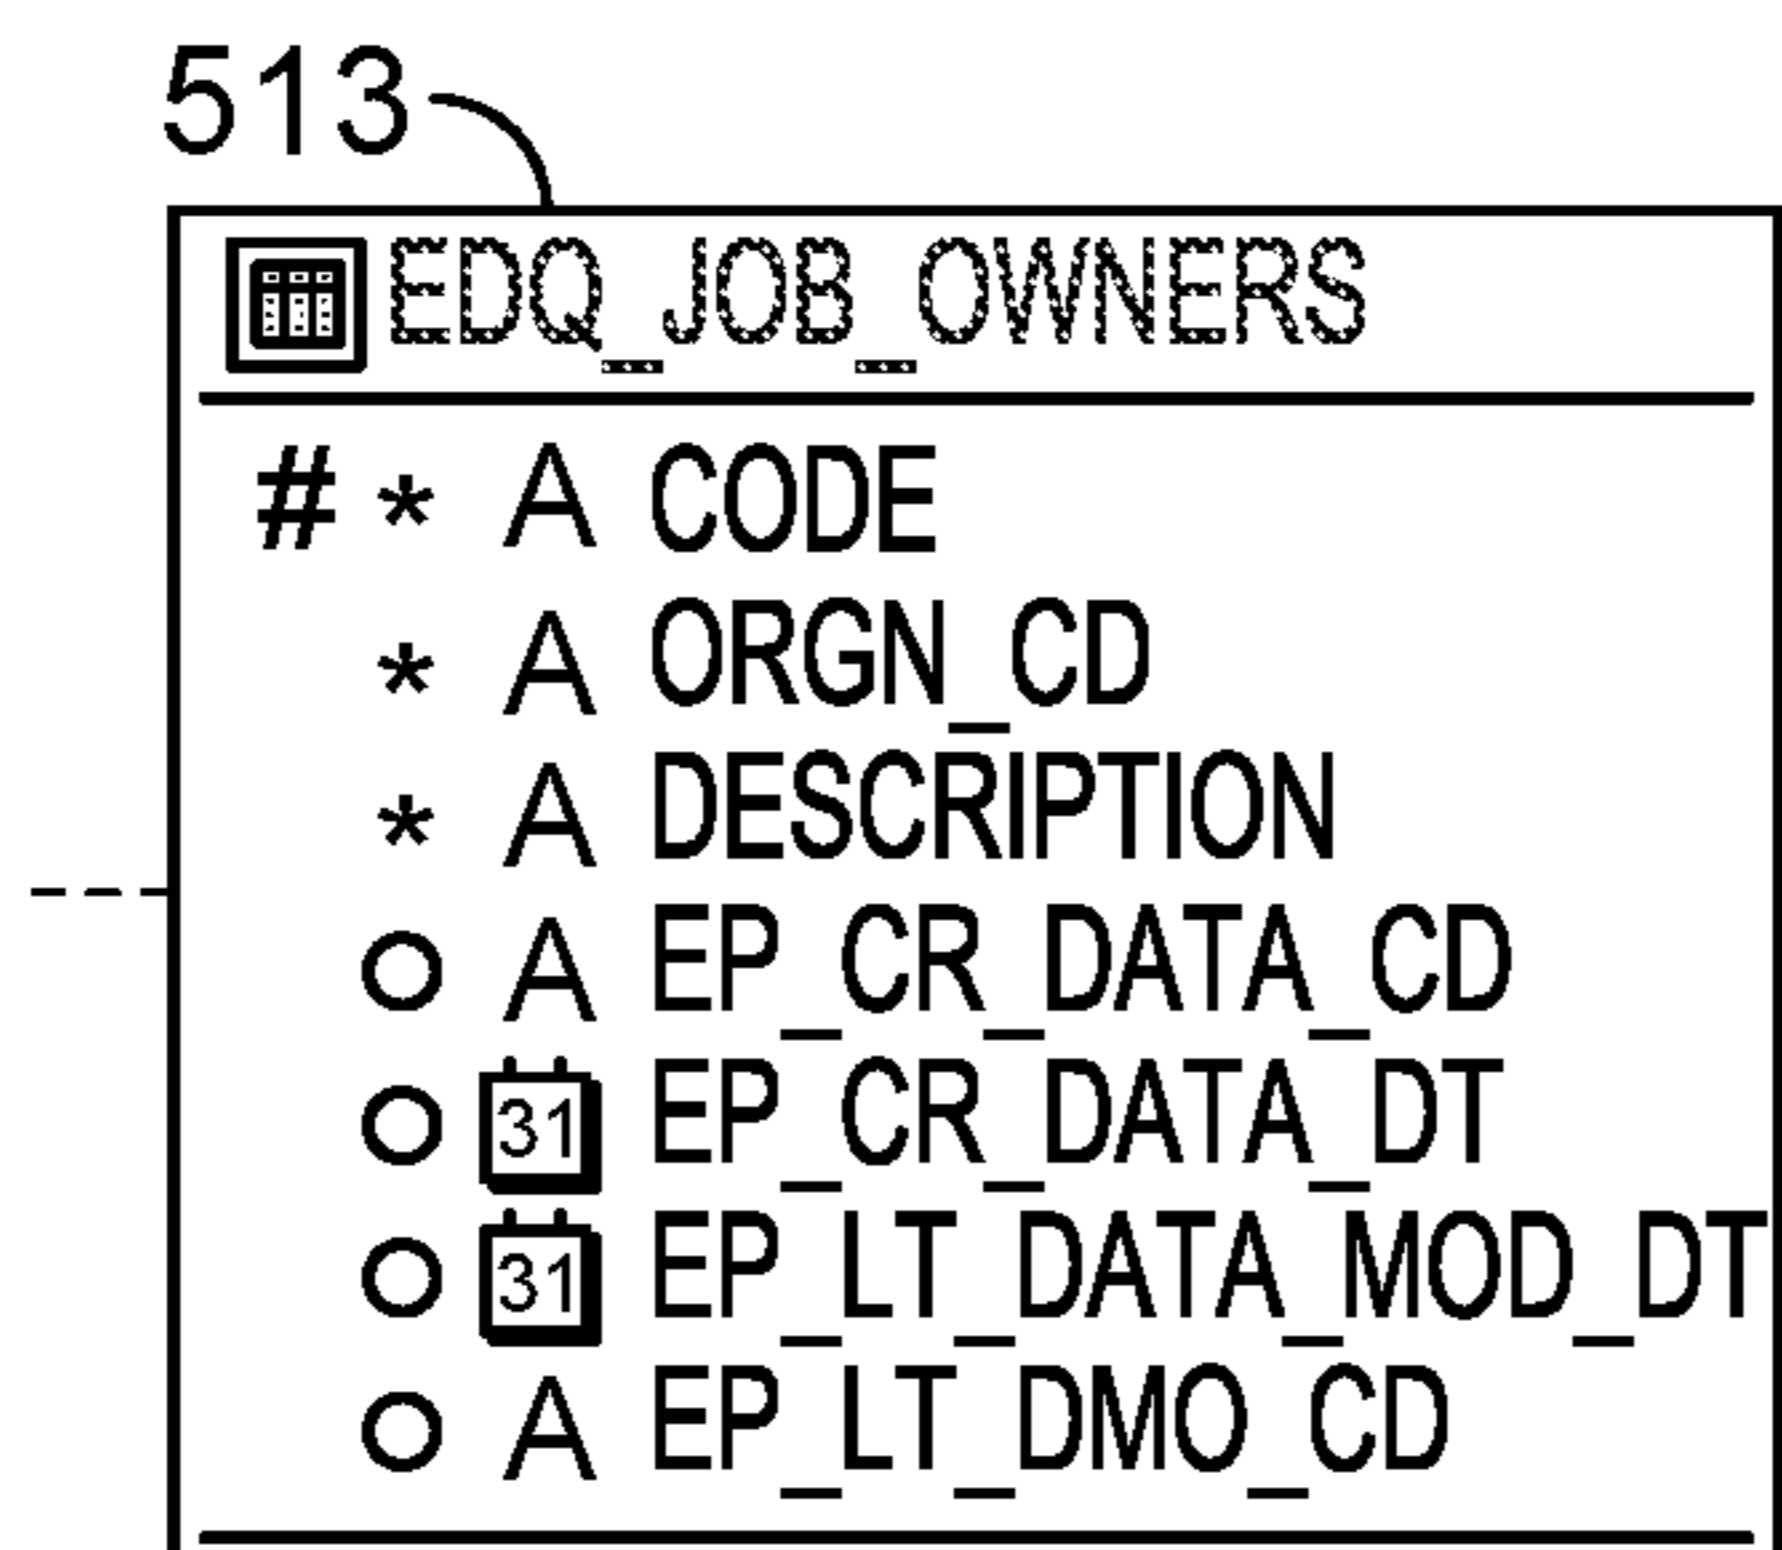 513
EDQ_JOB_OWNERS
# * A CODE
* A ORGN_CD
* A DESCRIPTION
O A EP_CR_DATA_CD
O 31 EP_CR_DATA_DT
O 31 EP_LT_DATA_MOD_DT
O A EP_LT_DMO_CD